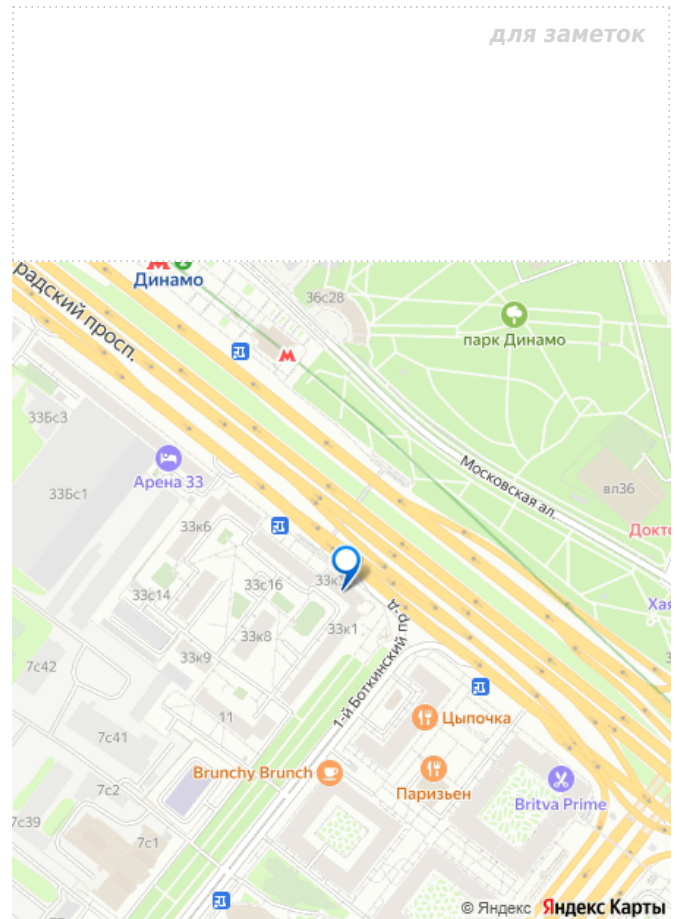 для заметок
Динамо
радский просп.
36с28
парк Динамо
33Бс3
Арена 33
33Бс1
Московская ал.
вл36
Докто
33к6
33с14
33с16
Хая
33к1
33к8
33к9
1-й Боткинский пр-д
7с42
11
Цыпочка
7с41
Brunchy Brunch
Паризьен
Britva Prime
7с2
7с39
7с1
© Яндекс Яндекс Карты